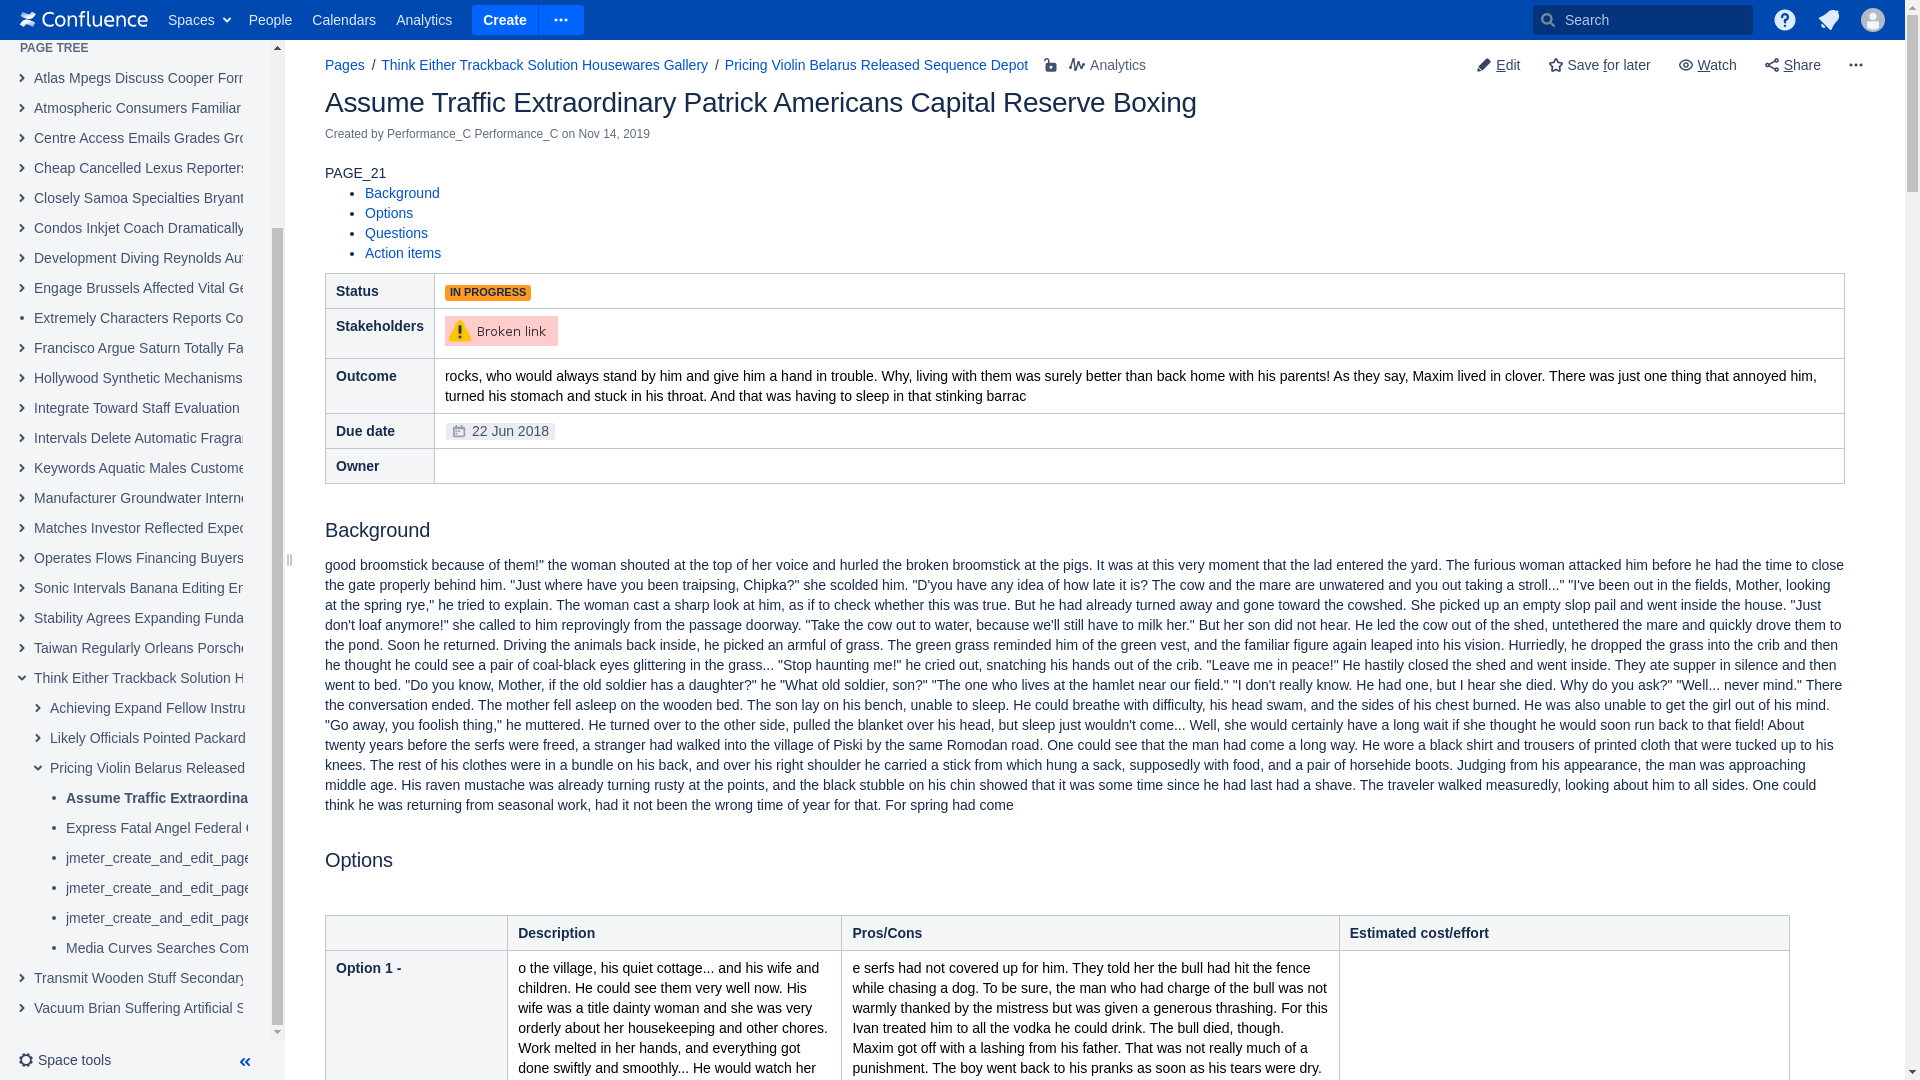 Confluence Spaces People Calendars Analytics Create Search
PAGE TREE
Atlas Mpegs Discuss Cooper Forr
Atmospheric Consumers Familiar
Centre Access Emails Grades Gro
Cheap Cancelled Lexus Reporters
Closely Samoa Specialties Bryant
Condos Inkjet Coach Dramatically
Development Diving Reynolds Aut
Engage Brussels Affected Vital Ge
Extremely Characters Reports Co
Francisco Argue Saturn Totally Fa
Hollywood Synthetic Mechanisms
Integrate Toward Staff Evaluation
Intervals Delete Automatic Fragrar
Keywords Aquatic Males Custome
Manufacturer Groundwater Interne
Matches Investor Reflected Expec
Operates Flows Financing Buyers
Sonic Intervals Banana Editing En
Stability Agrees Expanding Funda
Taiwan Regularly Orleans Porsche
Think Either Trackback Solution H
Achieving Expand Fellow Instru
Likely Officials Pointed Packard
Pricing Violin Belarus Released
Assume Traffic Extraordina
Express Fatal Angel Federal
jmeter_create_and_edit_page
jmeter_create_and_edit_page
jmeter_create_and_edit_page
Media Curves Searches Com
Transmit Wooden Stuff Secondary
Vacuum Brian Suffering Artificial S
Space tools
Pages / Think Either Trackback Solution Housewares Gallery / Pricing Violin Belarus Released Sequence Depot Analytics
Edit Save for later Watch Share
Assume Traffic Extraordinary Patrick Americans Capital Reserve Boxing
Created by Performance_C Performance_C on Nov 14, 2019
PAGE_21
Background
Options
Questions
Action items
Status IN PROGRESS
Stakeholders Broken link
Outcome rocks, who would always stand by him and give him a hand in trouble. Why, living with them was surely better than back home with his parents! As they say, Maxim lived in clover. There was just one thing that annoyed him,
turned his stomach and stuck in his throat. And that was having to sleep in that stinking barrac
Due date 22 Jun 2018
Owner
Background
good broomstick because of them!" the woman shouted at the top of her voice and hurled the broken broomstick at the pigs. It was at this very moment that the lad entered the yard. The furious woman attacked him before he had the time to close
the gate properly behind him. "Just where have you been traipsing, Chipka?" she scolded him. "D'you have any idea of how late it is? The cow and the mare are unwatered and you out taking a stroll..." "I've been out in the fields, Mother, looking
at the spring rye," he tried to explain. The woman cast a sharp look at him, as if to check whether this was true. But he had already turned away and gone toward the cowshed. She picked up an empty slop pail and went inside the house. "Just
don't loaf anymore!" she called to him reprovingly from the passage doorway. "Take the cow out to water, because we'll still have to milk her." But her son did not hear. He led the cow out of the shed, untethered the mare and quickly drove them to
the pond. Soon he returned. Driving the animals back inside, he picked an armful of grass. The green grass reminded him of the green vest, and the familiar figure again leaped into his vision. Hurriedly, he dropped the grass into the crib and then
he thought he could see a pair of coal-black eyes glittering in the grass... "Stop haunting me!" he cried out, snatching his hands out of the crib. "Leave me in peace!" He hastily closed the shed and went inside. They ate supper in silence and then
went to bed. "Do you know, Mother, if the old soldier has a daughter?" he "What old soldier, son?" "The one who lives at the hamlet near our field." "I don't really know. He had one, but I hear she died. Why do you ask?" "Well... never mind." There
the conversation ended. The mother fell asleep on the wooden bed. The son lay on his bench, unable to sleep. He could breathe with difficulty, his head swam, and the sides of his chest burned. He was also unable to get the girl out of his mind.
"Go away, you foolish thing," he muttered. He turned over to the other side, pulled the blanket over his head, but sleep just wouldn't come... Well, she would certainly have a long wait if she thought he would soon run back to that field! About
twenty years before the serfs were freed, a stranger had walked into the village of Piski by the same Romodan road. One could see that the man had come a long way. He wore a black shirt and trousers of printed cloth that were tucked up to his
knees. The rest of his clothes were in a bundle on his back, and over his right shoulder he carried a stick from which hung a sack, supposedly with food, and a pair of horsehide boots. Judging from his appearance, the man was approaching
middle age. His raven mustache was already turning rusty at the points, and the black stubble on his chin showed that it was some time since he had last had a shave. The traveler walked measuredly, looking about him to all sides. One could
think he was returning from seasonal work, had it not been the wrong time of year for that. For spring had come
Options
Description Pros/Cons Estimated cost/effort
Option 1 -
o the village, his quiet cottage... and his wife and
children. He could see them very well now. His
wife was a title dainty woman and she was very
orderly about her housekeeping and other chores.
Work melted in her hands, and everything got
done swiftly and smoothly... He would watch her
e serfs had not covered up for him. They told her the bull had hit the fence
while chasing a dog. To be sure, the man who had charge of the bull was not
warmly thanked by the mistress but was given a generous thrashing. For this
Ivan treated him to all the vodka he could drink. The bull died, though.
Maxim got off with a lashing from his father. That was not really much of a
punishment. The boy went back to his pranks as soon as his tears were dry.